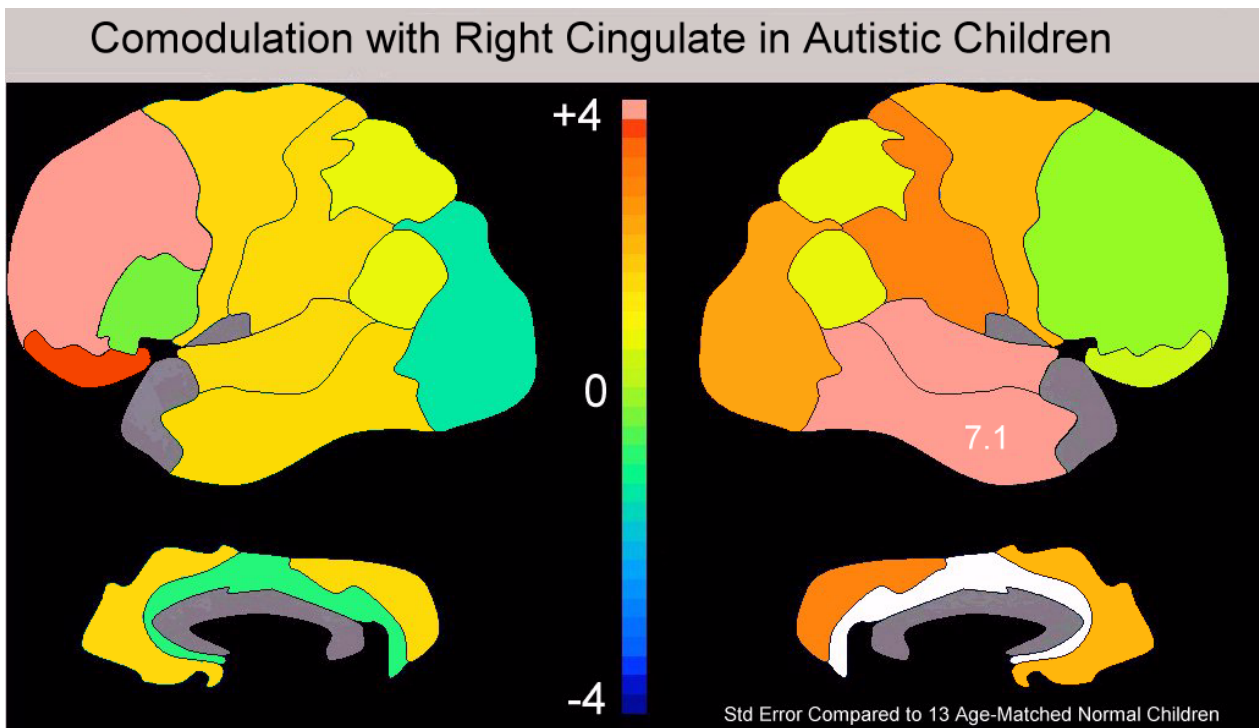 Comodulation with Right Cingulate in Autistic Children
+4
0
7.1
-4
Std Error Compared to 13 Age-Matched Normal Children